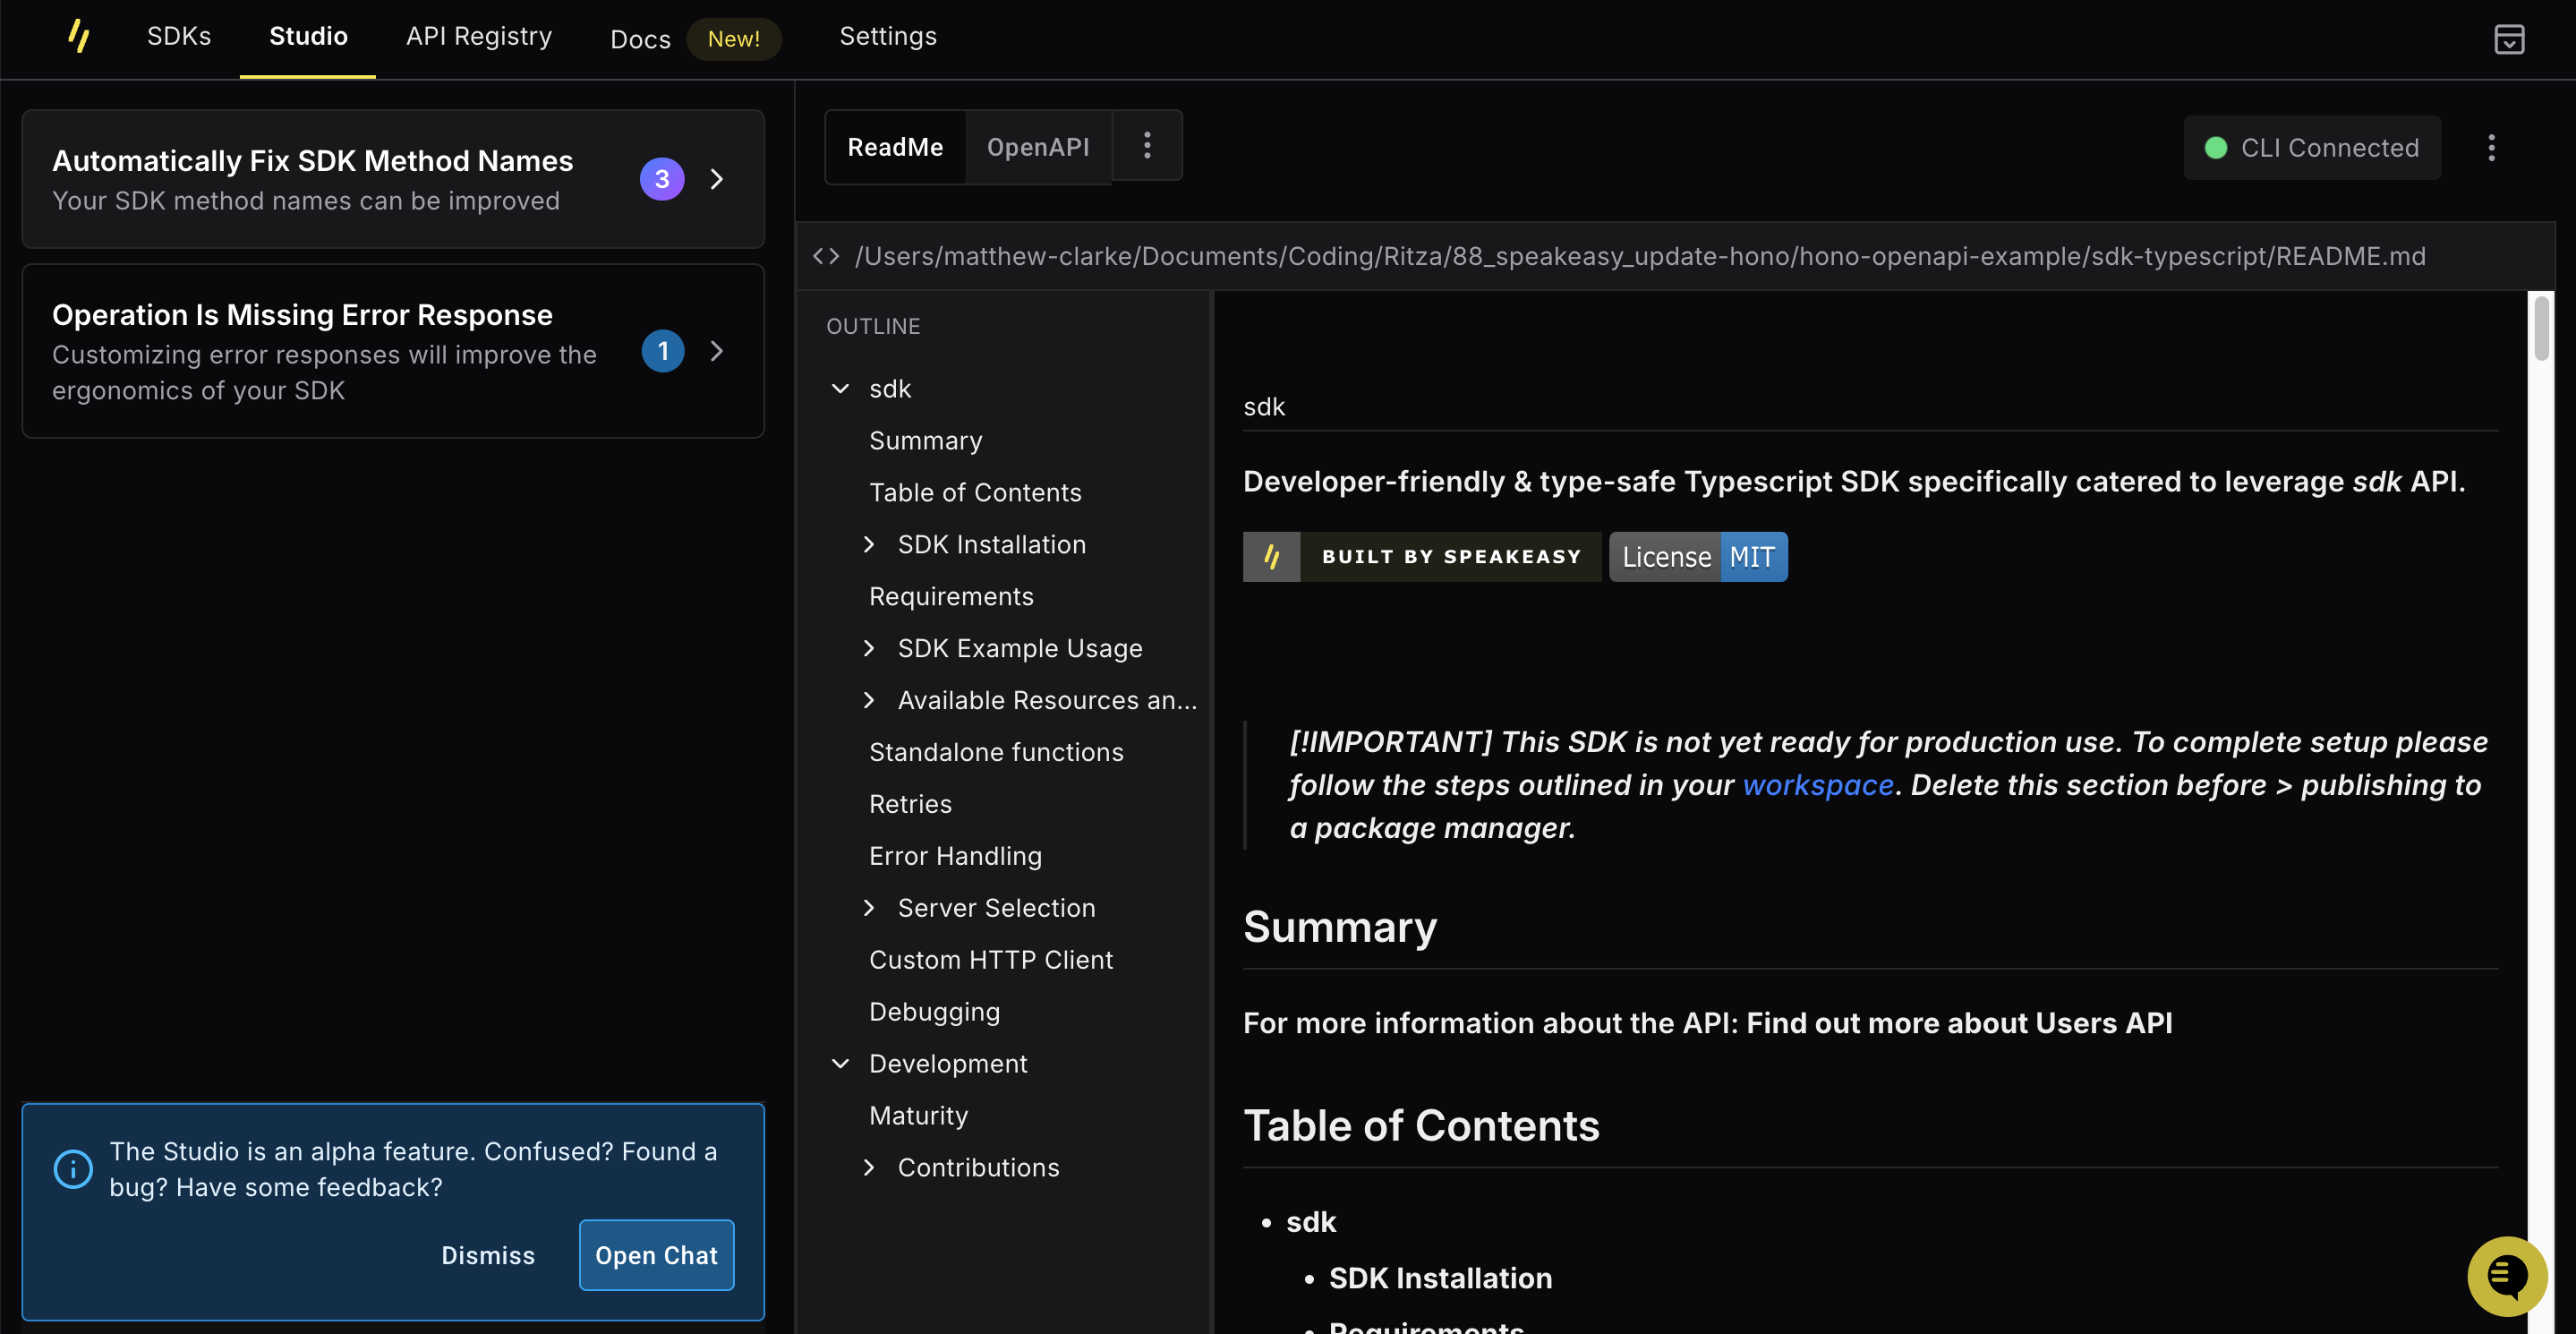 SDKs Studio API Registry Docs New! Settings
Automatically Fix SDK Method Names
Your SDK method names can be improved
3
Operation Is Missing Error Response
Customizing error responses will improve the
ergonomics of your SDK
1
The Studio is an alpha feature. Confused? Found a
bug? Have some feedback?
Dismiss Open Chat
ReadMe OpenAPI
CLI Connected
/Users/matthew-clarke/Documents/Coding/Ritza/88_speakeasy_update-hono/hono-openapi-example/sdk-typescript/README.md
OUTLINE
sdk
Summary
Table of Contents
SDK Installation
Requirements
SDK Example Usage
Available Resources an...
Standalone functions
Retries
Error Handling
Server Selection
Custom HTTP Client
Debugging
Development
Maturity
Contributions
sdk
Developer-friendly & type-safe Typescript SDK specifically catered to leverage sdk API.
BUILT BY SPEAKEASY License MIT
[!IMPORTANT] This SDK is not yet ready for production use. To complete setup please
follow the steps outlined in your workspace. Delete this section before > publishing to
a package manager.
Summary
For more information about the API: Find out more about Users API
Table of Contents
• sdk
• SDK Installation
• Requirements